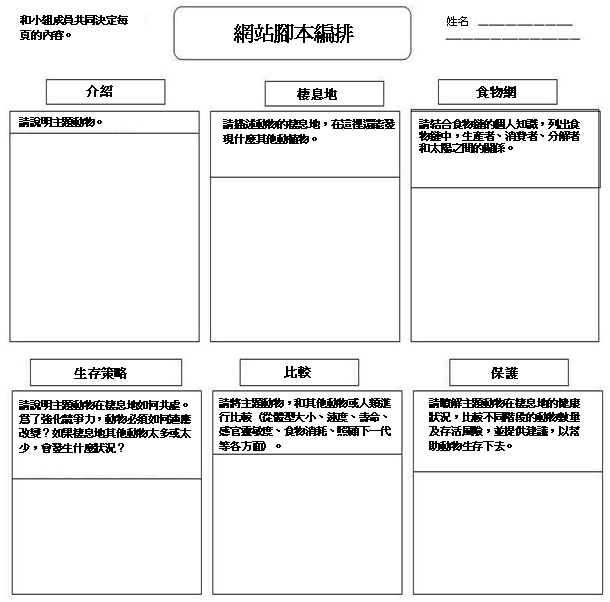 和小組成員共同決定每
頁的內容。
網站腳本編排
姓名
介紹
棲息地
食物網
請說明主題動物。
請描述動物的棲息地，在這裡還能發
現什麼其他動植物。
請結合食物鏈的個人知識，列出食
物鏈中，生產者、消費者、分解者
和太陽之間的關係。
生存策略
比較
保護
請說明主題動物在棲息地如何共處。
為了強化競爭力，動物必須如何適應
改變？如果棲息地其他動物太多或太
少，會發生什麼狀況？
請將主題動物，和其他動物或人類進
行比較（從體型大小、速度、壽命、
感官靈敏度、食物消耗、照顧下一代
等各方面）。
請瞭解主題動物在棲息地的健康
狀況，比較不同階段的動物數量
及存活風險，並提供建議，以幫
助動物生存下去。